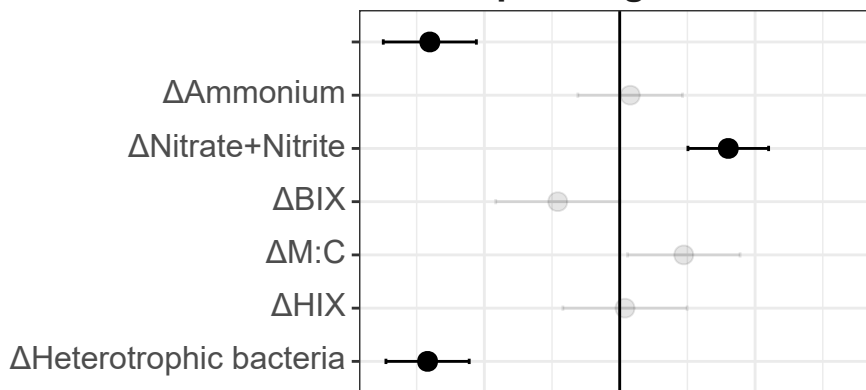 ΔAmmonium
ΔNitrate+Nitrite
ΔBIX
ΔM:C
ΔHIX
ΔHeterotrophic bacteria